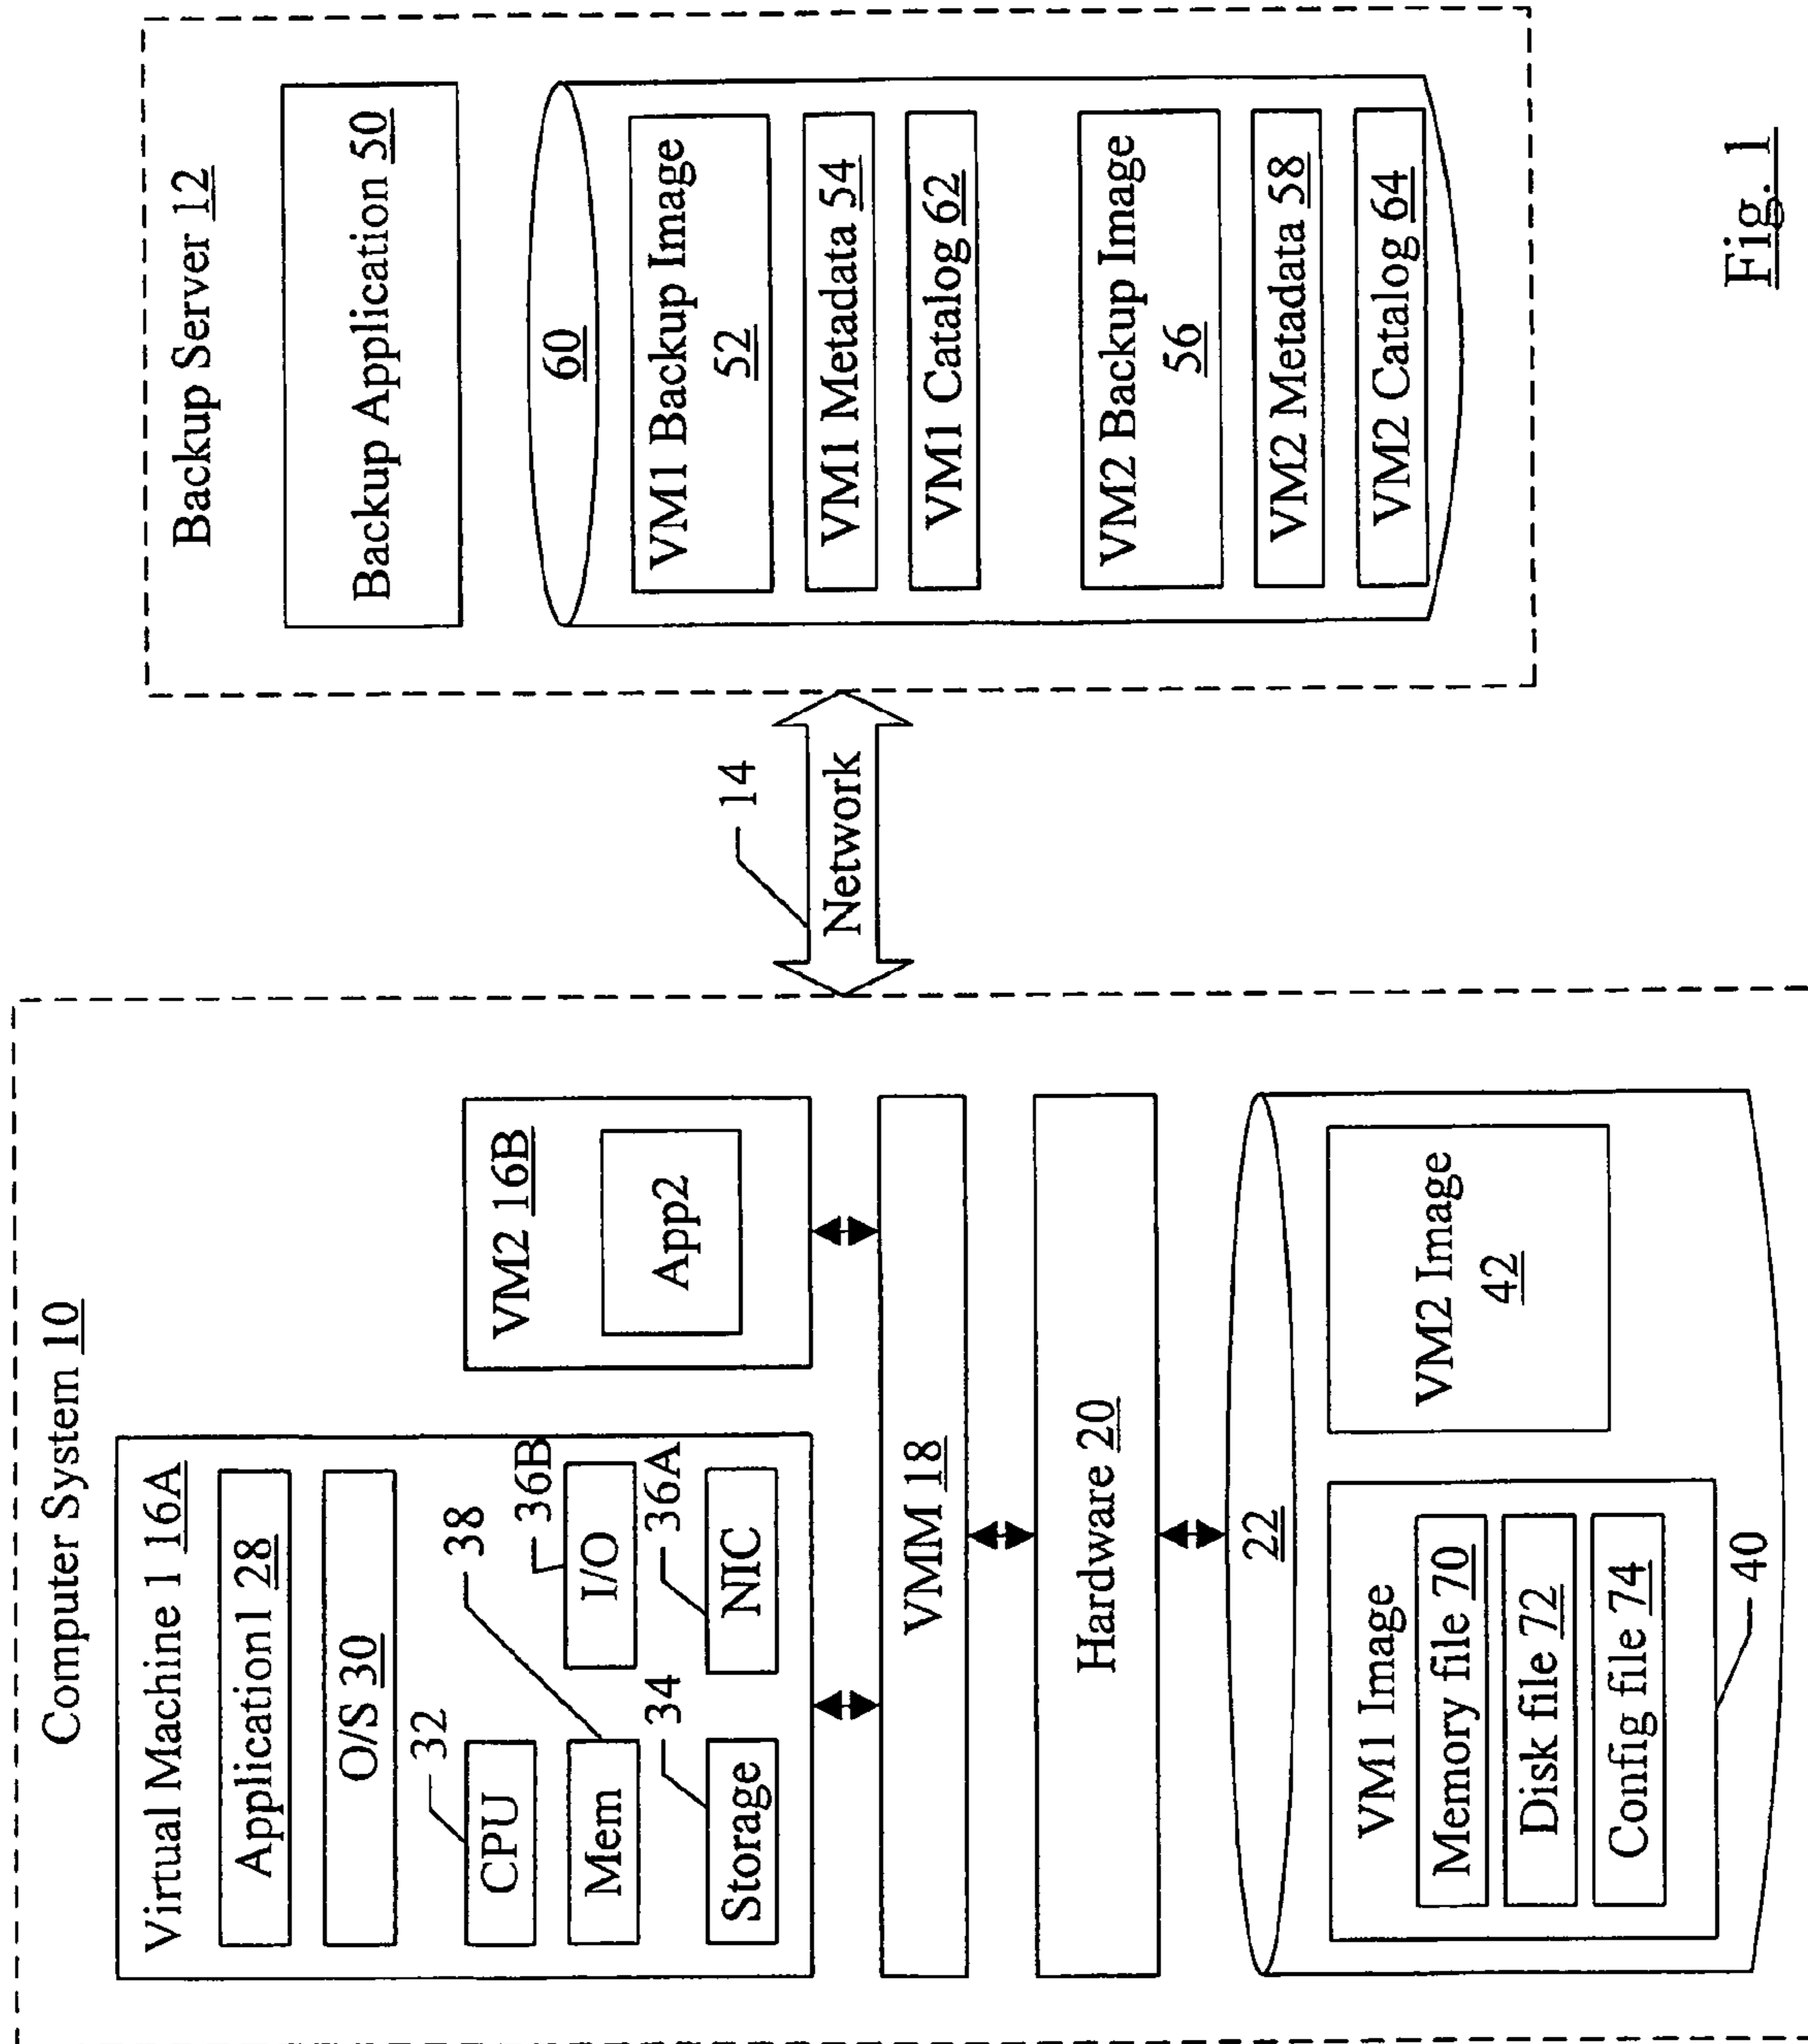 Computer System 10
Virtual Machine 1 16A
Application1 28
O/S 30
32
CPU
38
Mem
34
Storage
36B
I/O
36A
NIC
VM2 16B
App2
VMM 18
Hardware 20
22
VM1 Image
Memory file 70
Disk file 72
Config file 74
40
VM2 Image
42
14
Network
Backup Server 12
Backup Application 50
60
VM1 Backup Image
52
VM1 Metadata 54
VM1 Catalog 62
VM2 Backup Image
56
VM2 Metadata 58
VM2 Catalog 64
Fig. 1